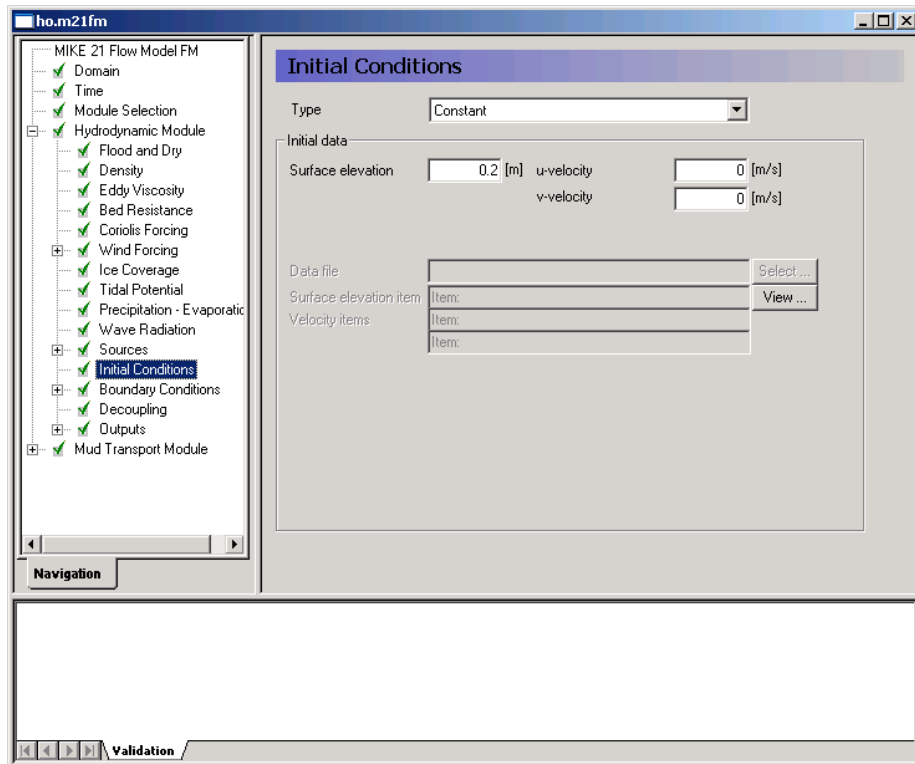 ho.m21fm
MIKE 21 Flow Model FM
Domain
Time
Module Selection
Hydrodynamic Module
Flood and Dry
Density
Eddy Viscosity
Bed Resistance
Coriolis Forcing
Wind Forcing
Ice Coverage
Tidal Potential
Precipitation - Evaporatic
Wave Radiation
Sources
Initial Conditions
Boundary Conditions
Decoupling
Outputs
Mud Transport Module
Navigation
Initial Conditions
Type Constant
Initial data
Surface elevation 0.2 [m] u-velocity 0 [m/s]
v-velocity 0 [m/s]
Data file Select ...
Surface elevation item Item: View ...
Velocity items Item:
Item:
Validation